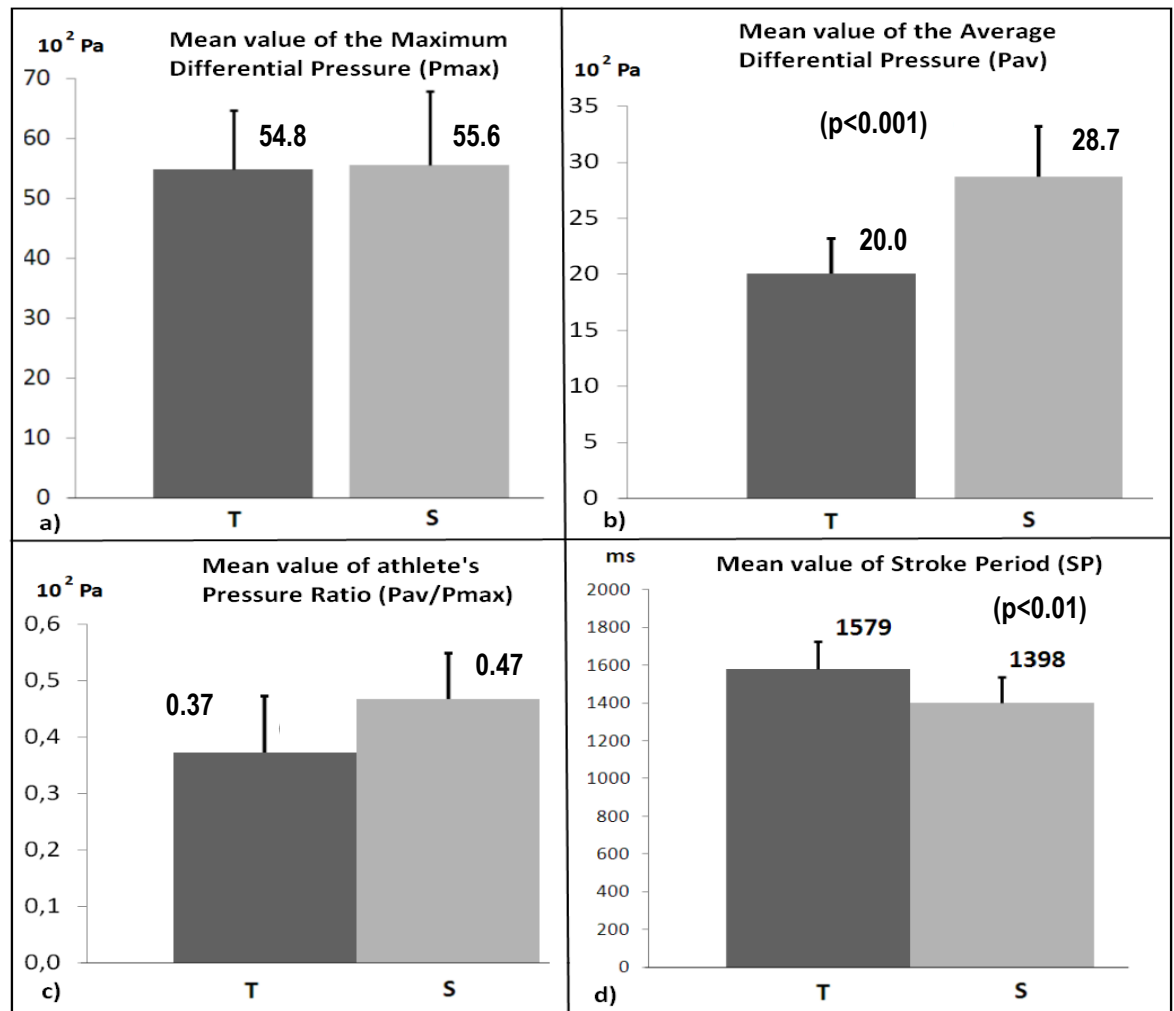 Mean value of the Maximum
Differential Pressure (Pmax)
10² Pa
70
60
50
40
30
20
10
0
54.8
55.6
T
S
a)
Mean value of the Average
Differential Pressure (Pav)
10² Pa
35
30
25
20
15
10
5
0
(p<0.001)
20.0
28.7
T
S
b)
Mean value of athlete's
Pressure Ratio (Pav/Pmax)
10² Pa
0,6
0,5
0,4
0,3
0,2
0,1
0,0
0.37
0.47
T
S
c)
ms
Mean value of Stroke Period (SP)
2000
1800
1600
1400
1200
1000
800
600
400
200
0
(p<0.01)
1579
1398
T
S
d)